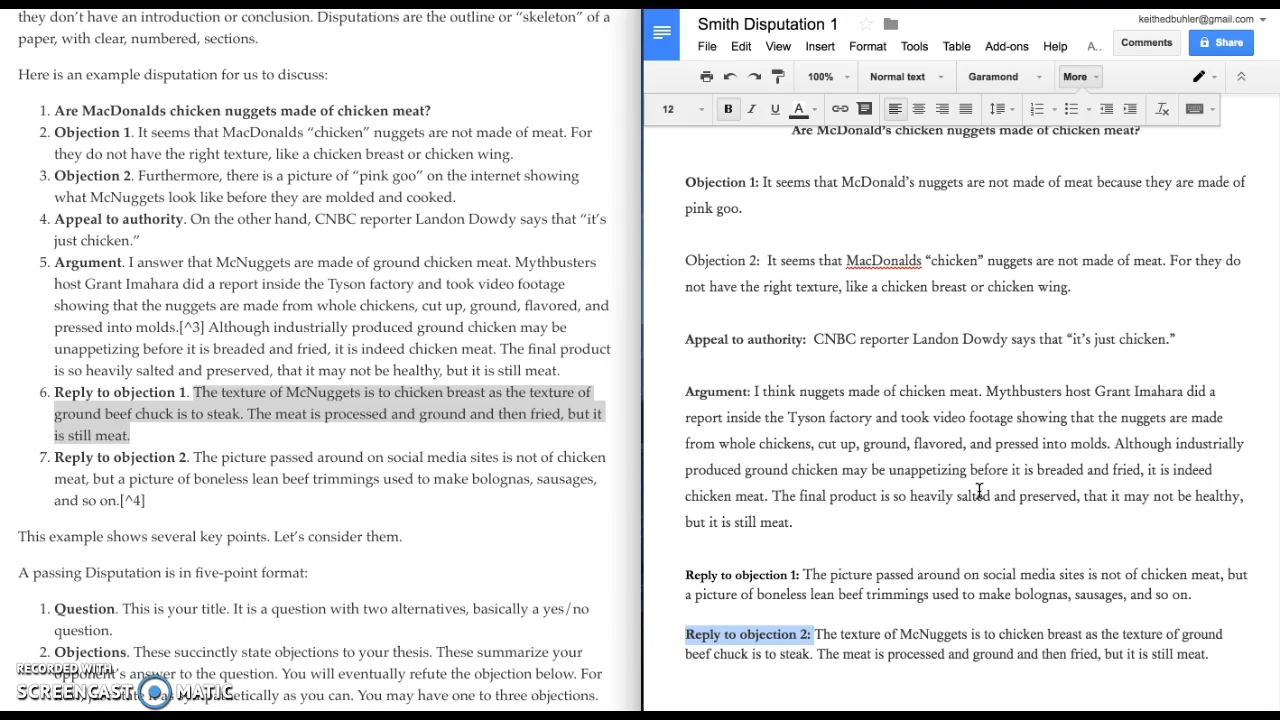 they don't have an introduction or conclusion. Disputations are the outline or “skeleton” of a
paper, with clear, numbered, sections.
Here is an example disputation for us to discuss:
1. Are MacDonalds chicken nuggets made of chicken meat?
2. Objection 1. It seems that MacDonalds “chicken” nuggets are not made of meat. For
they do not have the right texture, like a chicken breast or chicken wing.
3. Objection 2. Furthermore, there is a picture of “pink goo” on the internet showing
what McNuggets look like before they are molded and cooked.
4. Appeal to authority. On the other hand, CNBC reporter Landon Dowdy says that “it's
just chicken.”
5. Argument. I answer that McNuggets are made of ground chicken meat. Mythbusters
host Grant Imahara did a report inside the Tyson factory and took video footage
showing that the nuggets are made from whole chickens, cut up, ground, flavored, and
pressed into molds.[^3] Although industrially produced ground chicken may be
unappetizing before it is breaded and fried, it is indeed chicken meat. The final product
is so heavily salted and preserved, that it may not be healthy, but it is still meat.
6. Reply to objection 1. The texture of McNuggets is to chicken breast as the texture of
ground beef chuck is to steak. The meat is processed and ground and then fried, but it
is still meat.
7. Reply to objection 2. The picture passed around on social media sites is not of chicken
meat, but a picture of boneless lean beef trimmings used to make bolognas, sausages,
and so on.[^4]
This example shows several key points. Let's consider them.
A passing Disputation is in five-point format:
1. Question. This is your title. It is a question with two alternatives, basically a yes/no
question.
2. Objections. These succinctly state objections to your thesis. These summarize your
opponent's answer to the question. You will eventually refute the objection below. For
as sympathetically as you can. You may have one to three objections.
RECORDED WITH
SCREENCAST MATIC
Smith Disputation 1
keithedbuhler@gmail.com
File Edit View Insert Format Tools Table Add-ons Help A...
Comments Share
100% Normal text Garamond More
12 B I U A
Are McDonald's chicken nuggets made of chicken meat?
Objection 1: It seems that McDonald's nuggets are not made of meat because they are made of
pink goo.
Objection 2: It seems that MacDonalds “chicken” nuggets are not made of meat. For they do
not have the right texture, like a chicken breast or chicken wing.
Appeal to authority: CNBC reporter Landon Dowdy says that “it's just chicken.”
Argument: I think nuggets made of chicken meat. Mythbusters host Grant Imahara did a
report inside the Tyson factory and took video footage showing that the nuggets are made
from whole chickens, cut up, ground, flavored, and pressed into molds. Although industrially
produced ground chicken may be unappetizing before it is breaded and fried, it is indeed
chicken meat. The final product is so heavily salted and preserved, that it may not be healthy,
but it is still meat.
Reply to objection 1: The picture passed around on social media sites is not of chicken meat, but
a picture of boneless lean beef trimmings used to make bolognas, sausages, and so on.
Reply to objection 2: The texture of McNuggets is to chicken breast as the texture of ground
beef chuck is to steak. The meat is processed and ground and then fried, but it is still meat.